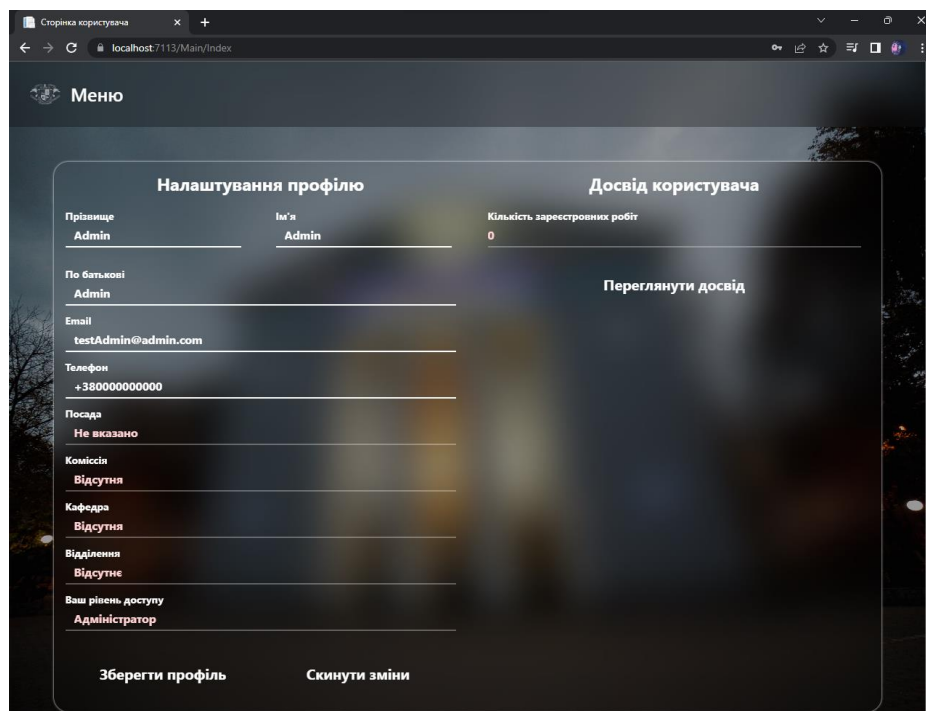 Сторінка користувача
localhost:7113/Main/Index
Меню
Налаштування профілю
Прізвище
Admin
Ім'я
Admin
По батькові
Admin
Email
testAdmin@admin.com
Телефон
+380000000000
Посада
Не вказано
Коміссія
Відсутня
Кафедра
Відсутня
Відділення
Відсутнє
Ваш рівень доступу
Адміністратор
Зберегти профіль
Скинути зміни
Досвід користувача
Кількість зареєстровних робіт
0
Переглянути досвід